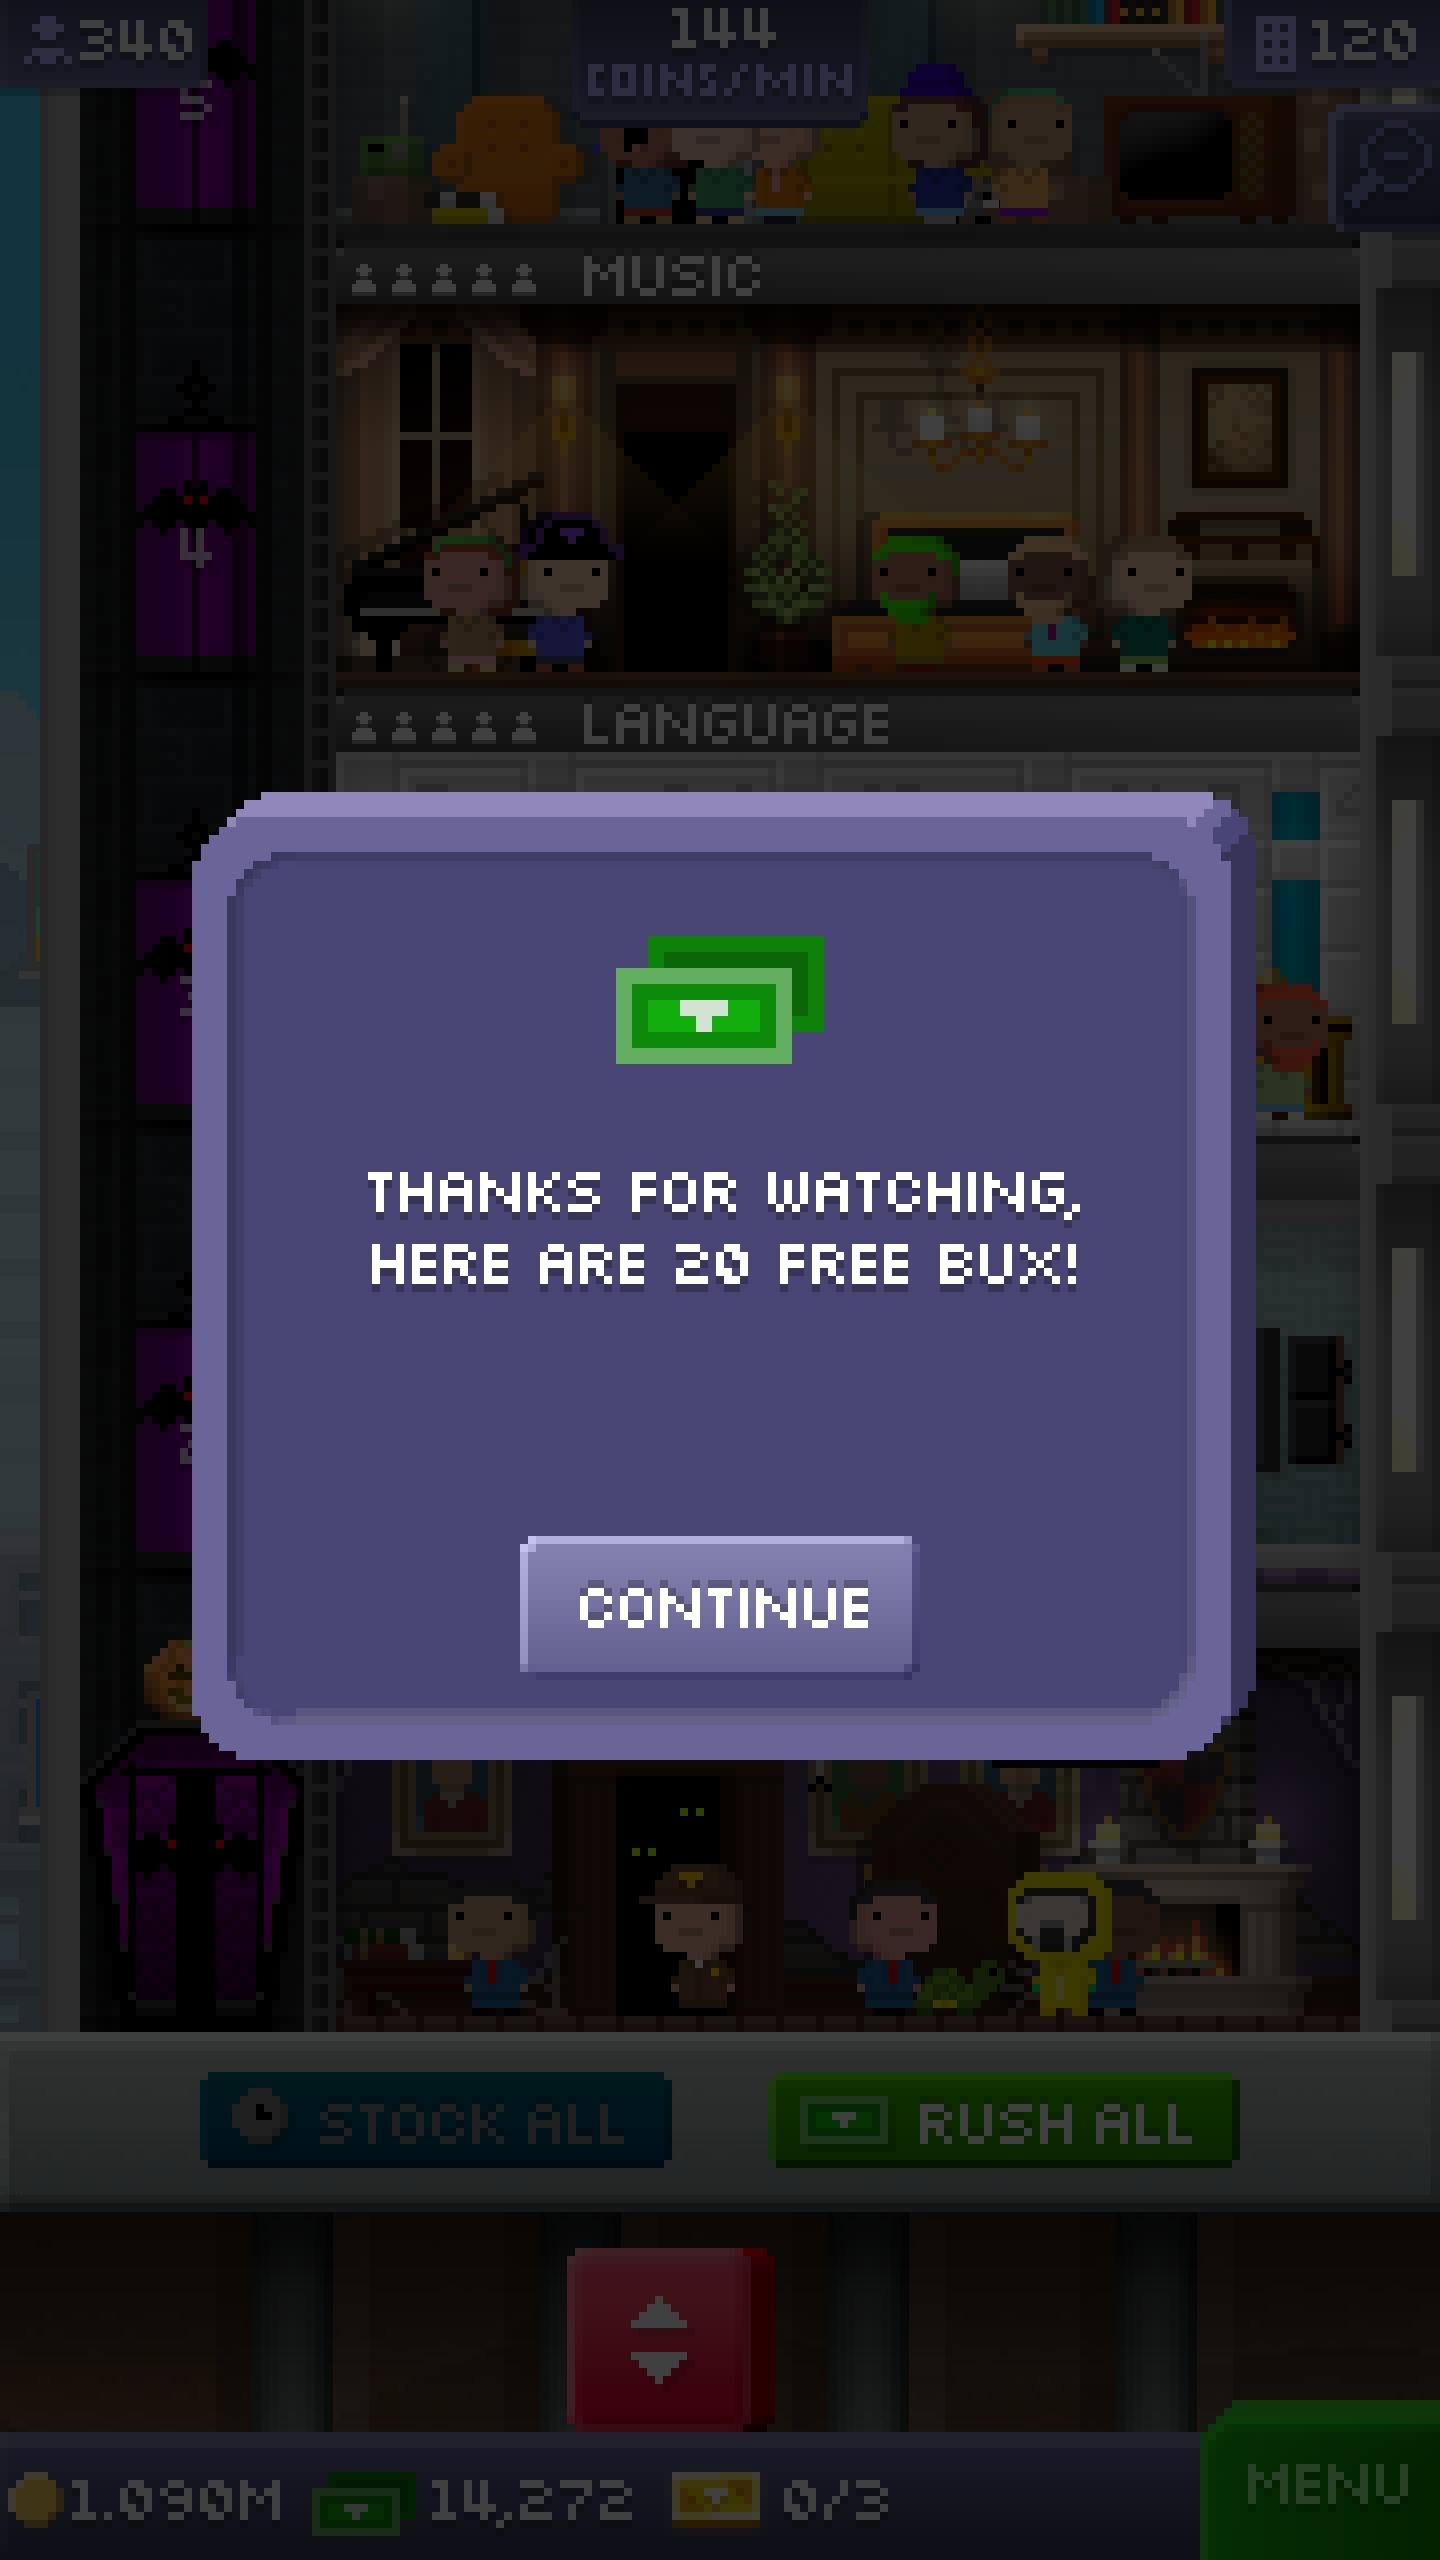 340
144
COINS/MIN
120
5
MUSIC
4
LANGUAGE
THANKS FOR WATCHING,
HERE ARE 20 FREE BUX!
CONTINUE
STOCK ALL
RUSH ALL
1.090M
14,272
0/3
MENU